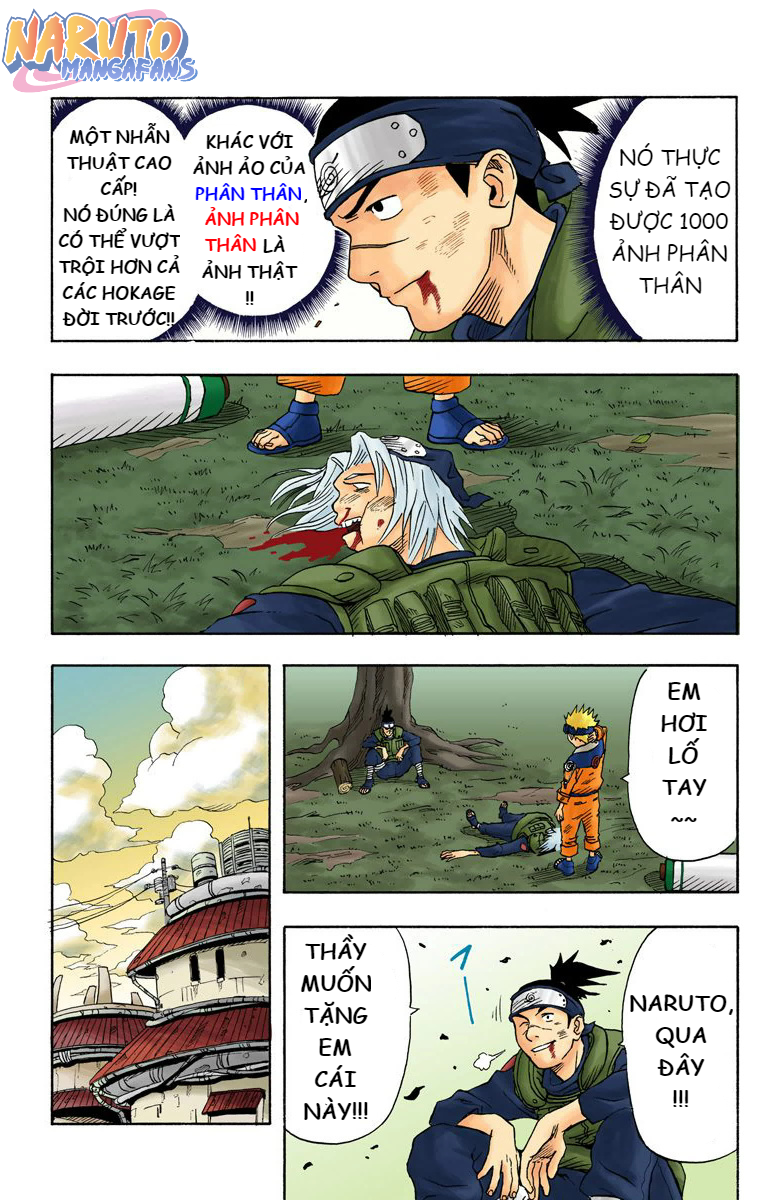 NARUTO
MANGAFANS
NÓ THỰC
SỰ ĐÃ TẠO
ĐƯỢC 1000
ẢNH PHÂN
THÂN
KHÁC VỚI
ẢNH ẢO CỦA
PHÂN THÂN,
ẢNH PHÂN
THÂN LÀ
ẢNH THẬT
!!
MỘT NHẪN
THUẬT CAO
CẤP!
NÓ ĐÚNG LÀ
CÓ THỂ VƯỢT
TRỘI HƠN CẢ
CÁC HOKAGE
ĐỜI TRƯỚC!!
EM
HƠI
LỐ
TAY
~~
NARUTO,
QUA
ĐÂY
!!!
THẦY
MUỐN
TẶNG
EM
CÁI
NÀY!!!